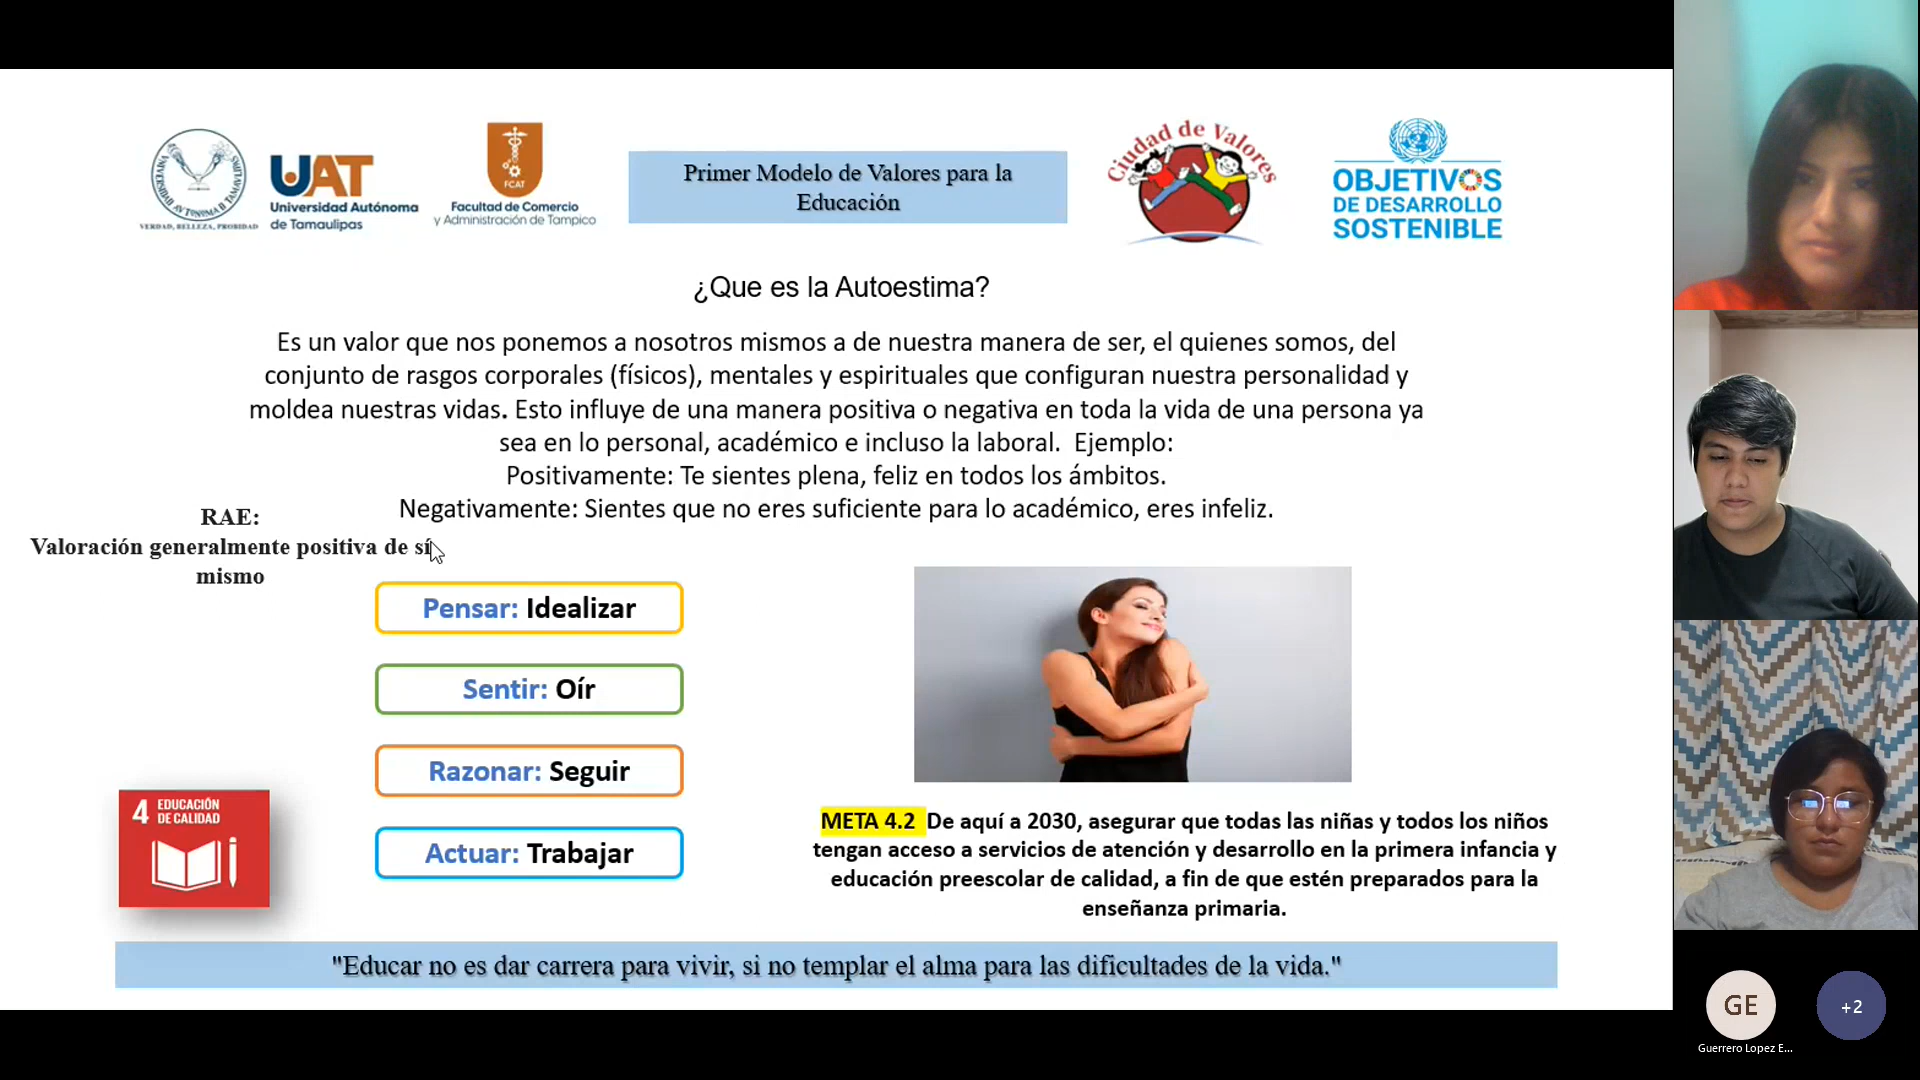 UNIVERSIDAD AUTÓNOMA DE TAMAULIPAS
VERDAD, BELLEZA, PROBIDAD
UAT
Universidad Autónoma
de Tamaulipas
FCAT
Facultad de Comercio
y Administración de Tampico
Primer Modelo de Valores para la
Educación
Ciudad de Valores
OBJETIVOS
DE DESARROLLO
SOSTENIBLE
¿Que es la Autoestima?
Es un valor que nos ponemos a nosotros mismos a de nuestra manera de ser, el quienes somos, del
conjunto de rasgos corporales (físicos), mentales y espirituales que configuran nuestra personalidad y
moldea nuestras vidas. Esto influye de una manera positiva o negativa en toda la vida de una persona ya
sea en lo personal, académico e incluso la laboral. Ejemplo:
Positivamente: Te sientes plena, feliz en todos los ámbitos.
Negativamente: Sientes que no eres suficiente para lo académico, eres infeliz.
RAE:
Valoración generalmente positiva de sí
mismo
Pensar: Idealizar
Sentir: Oír
Razonar: Seguir
Actuar: Trabajar
4 EDUCACIÓN
DE CALIDAD
META 4.2 De aquí a 2030, asegurar que todas las niñas y todos los niños
tengan acceso a servicios de atención y desarrollo en la primera infancia y
educación preescolar de calidad, a fin de que estén preparados para la
enseñanza primaria.
"Educar no es dar carrera para vivir, si no templar el alma para las dificultades de la vida."
GE
+2
Guerrero Lopez E...